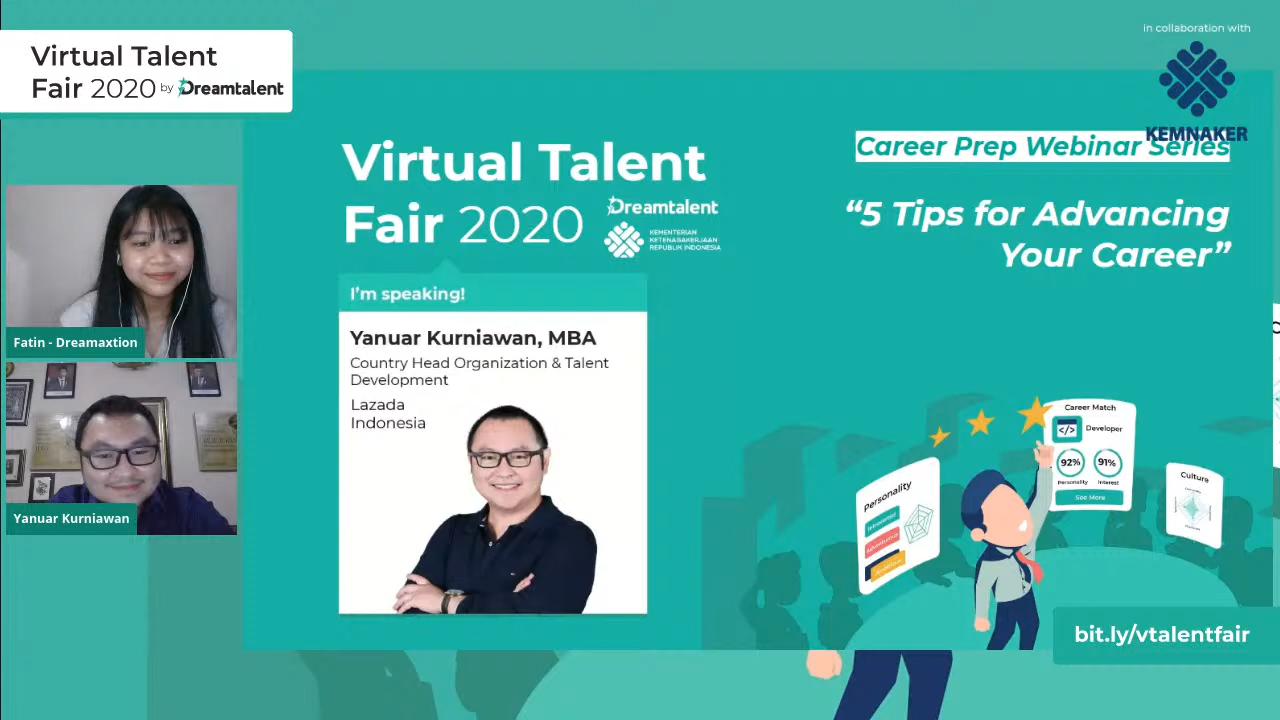 Virtual Talent
Fair 2020 by Dreamtalent
in collaboration with
KEMNAKER
Virtual Talent
Fair 2020
Dreamtalent
KEMENTERIAN
KETENAGAKERJAAN
REPUBLIK INDONESIA
Career Prep Webinar Series
“5 Tips for Advancing
Your Career”
I'm speaking!
Yanuar Kurniawan, MBA
Country Head Organization & Talent
Development
Lazada
Indonesia
Fatin - Dreamaxtion
Yanuar Kurniawan
Career Match
</> Developer
92% 91%
Personality Interest
See More
Personality
Introverted
Adventurous
Culture
bit.ly/vtalentfair